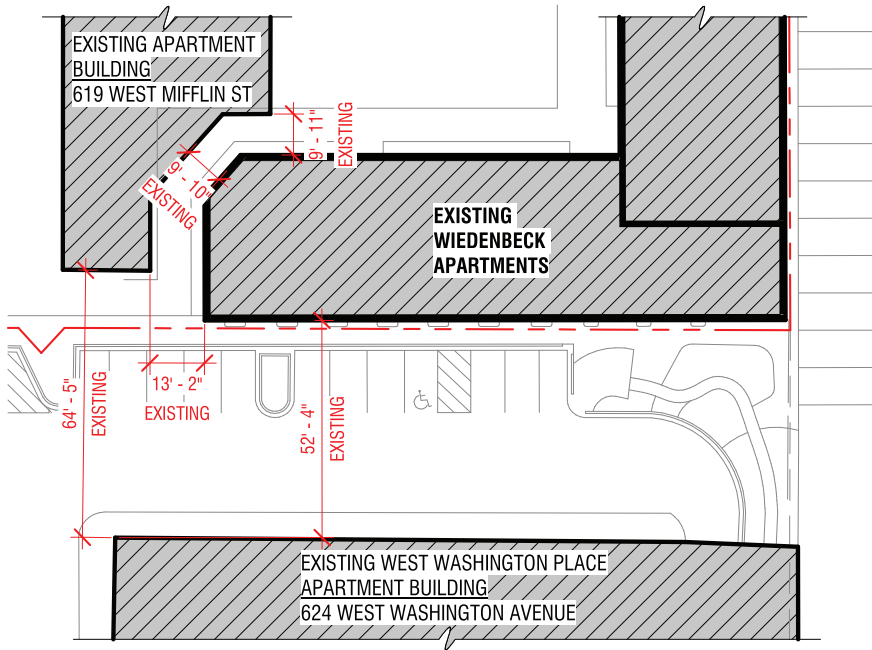 EXISTING APARTMENT
BUILDING
619 WEST MIFFLIN ST
9' - 11"
EXISTING
9' - 10"
EXISTING
EXISTING
WIEDENBECK
APARTMENTS
64' - 5"
EXISTING
13' - 2"
EXISTING
52' - 4"
EXISTING
EXISTING WEST WASHINGTON PLACE
APARTMENT BUILDING
624 WEST WASHINGTON AVENUE